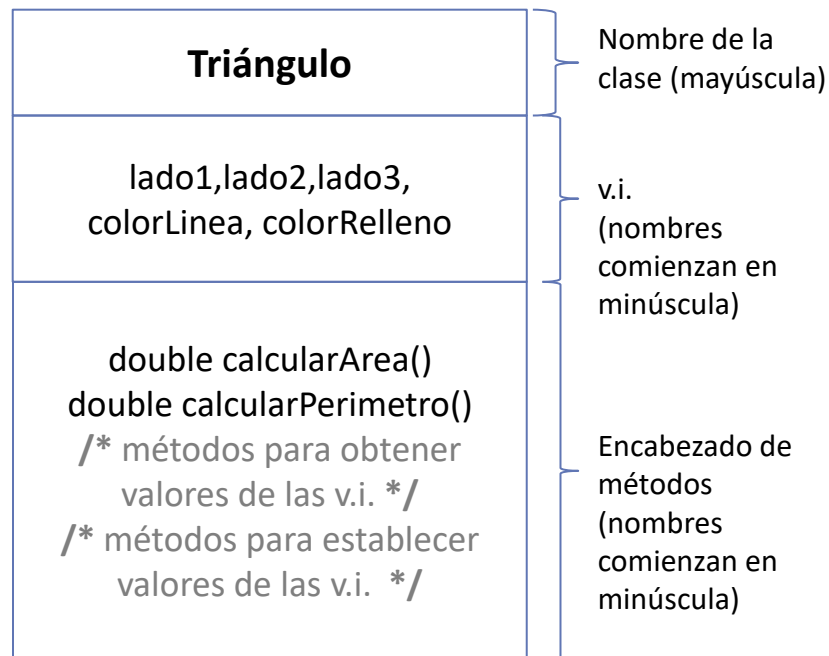 Triángulo
Nombre de la
clase (mayúscula)
lado1,lado2,lado3,
colorLinea, colorRelleno
v.i.
(nombres
comienzan en
minúscula)
double calcularArea()
double calcularPerimetro()
/* métodos para obtener
valores de las v.i. */
/* métodos para establecer
valores de las v.i. */
Encabezado de
métodos
(nombres
comienzan en
minúscula)